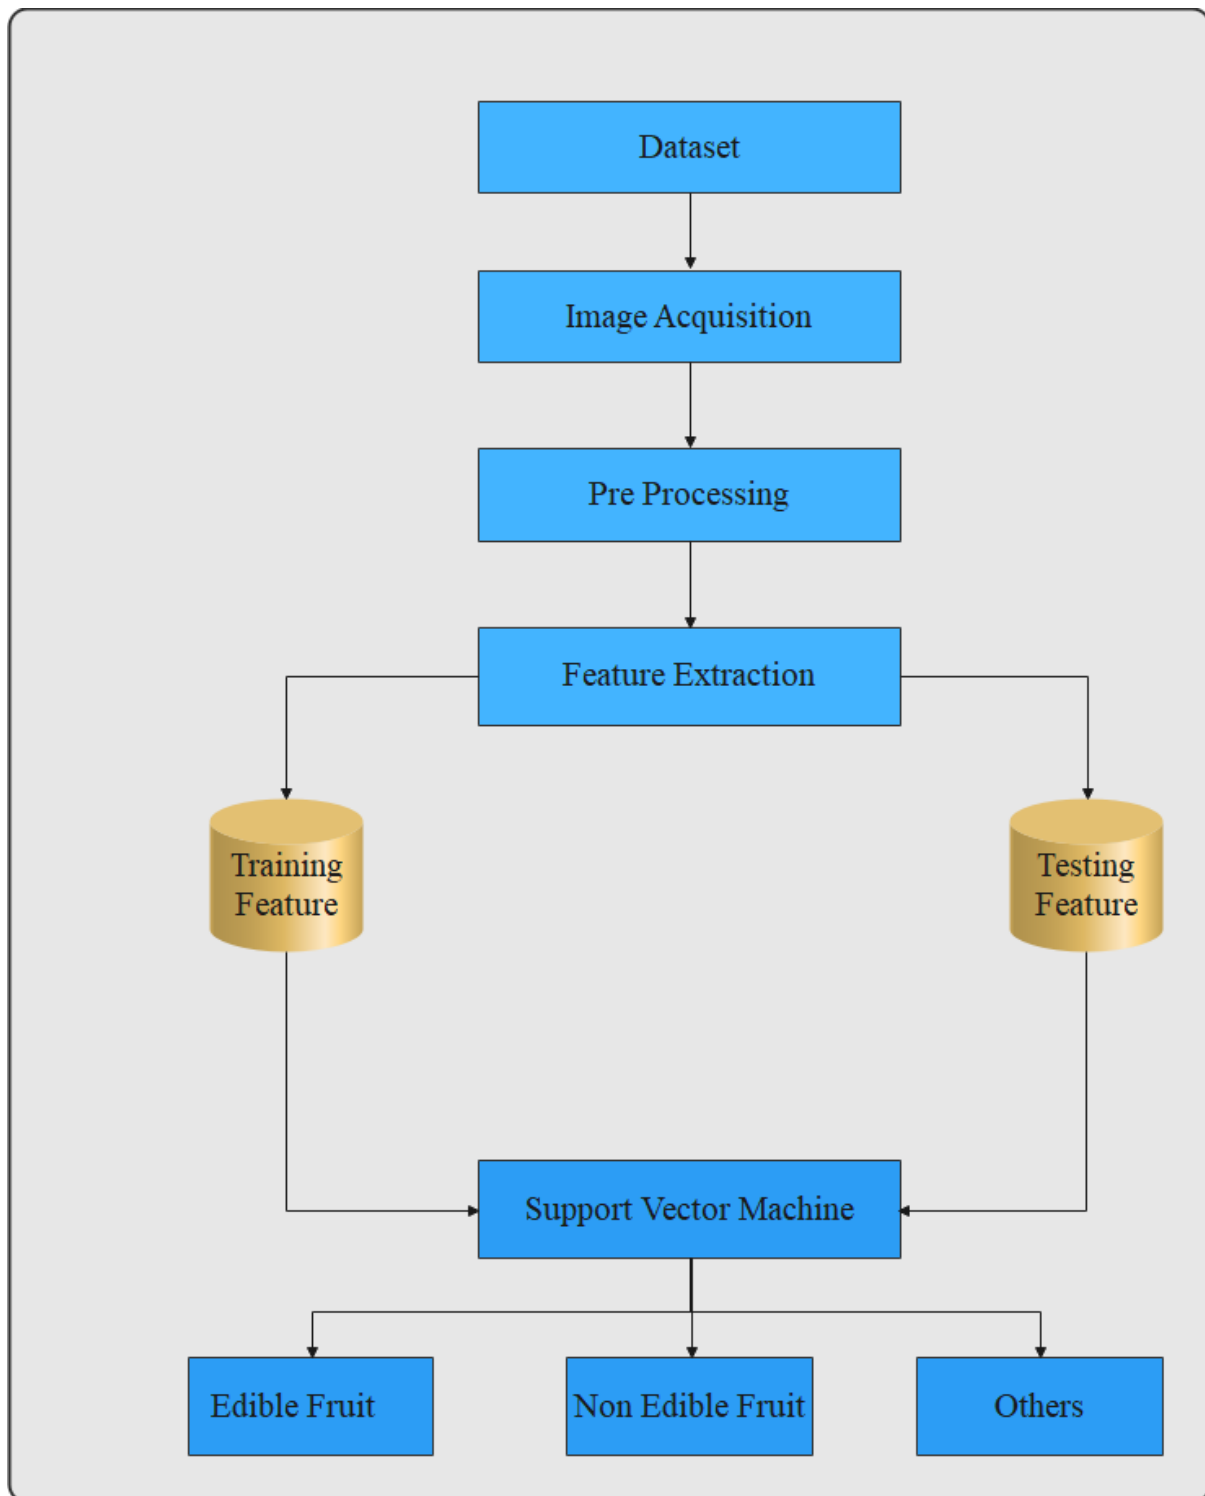 Dataset
Image Acquisition
Pre Processing
Feature Extraction
Training
Feature
Testing
Feature
Support Vector Machine
Edible Fruit
Non Edible Fruit
Others